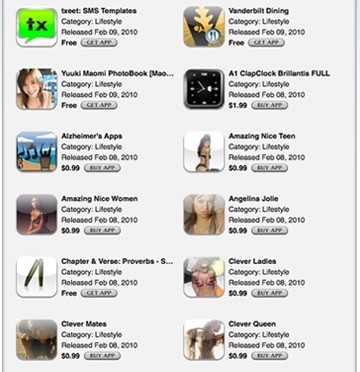 txeet: SMS Templates
Category: Lifestyle
Released Feb 09, 2010
Free GET APP
Vanderbilt Dining
Category: Lifestyle
Released Feb 09, 2010
Free GET APP
Yuuki Maomi PhotoBook [Mao...
Category: Lifestyle
Released Feb 09, 2010
Free GET APP
A1 ClapClock Brillantis FULL
Category: Lifestyle
Released Feb 08, 2010
$1.99 BUY APP
Alzheimer's Apps
Category: Lifestyle
Released Feb 08, 2010
$0.99 BUY APP
Amazing Nice Teen
Category: Lifestyle
Released Feb 08, 2010
$0.99 BUY APP
Amazing Nice Women
Category: Lifestyle
Released Feb 08, 2010
$0.99 BUY APP
Angelina Jolie
Category: Lifestyle
Released Feb 08, 2010
$0.99 BUY APP
Chapter & Verse: Proverbs - S...
Category: Lifestyle
Released Feb 08, 2010
Free GET APP
Clever Ladies
Category: Lifestyle
Released Feb 08, 2010
$0.99 BUY APP
Clever Mates
Category: Lifestyle
Released Feb 08, 2010
$0.99 BUY APP
Clever Queen
Category: Lifestyle
Released Feb 08, 2010
$0.99 BUY APP
tx